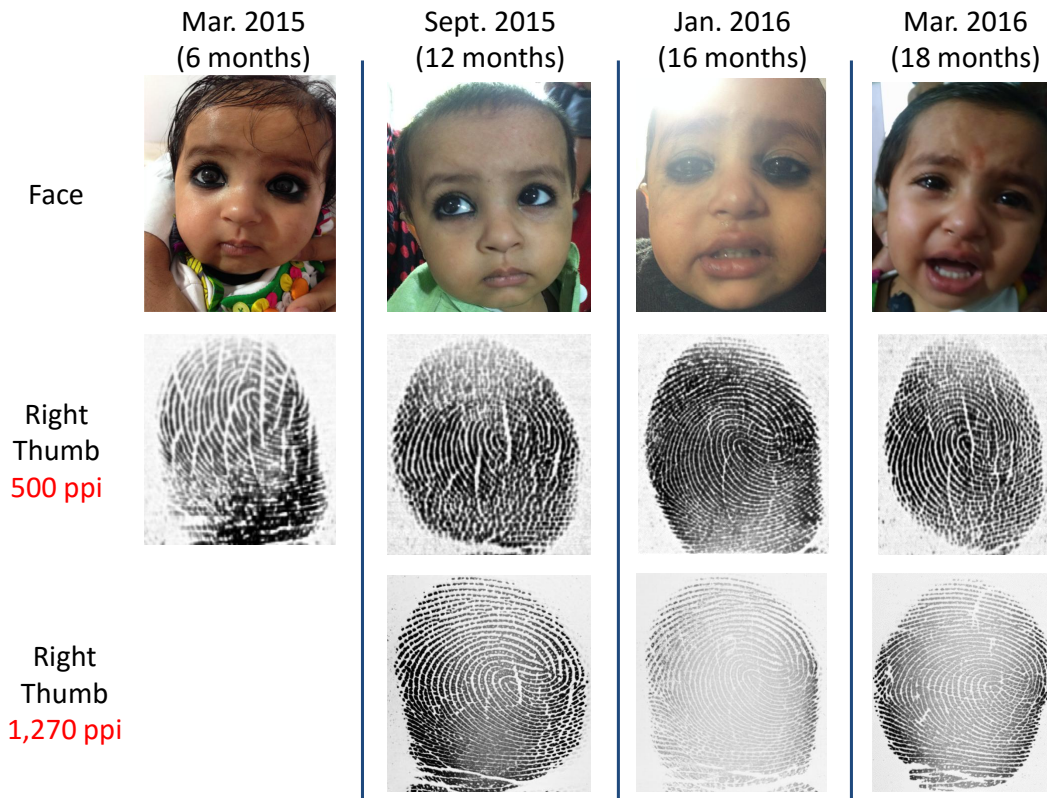 Mar. 2015
(6 months)
Sept. 2015
(12 months)
Jan. 2016
(16 months)
Mar. 2016
(18 months)
Face
Right
Thumb
500 ppi
Right
Thumb
1,270 ppi